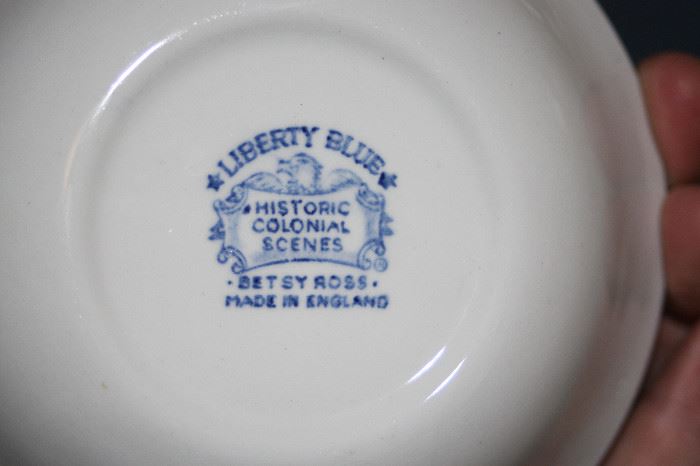 LIBERTY BLUE
HISTORIC
COLONIAL
SCENES
®
· BETSY ROSS ·
MADE IN ENGLAND